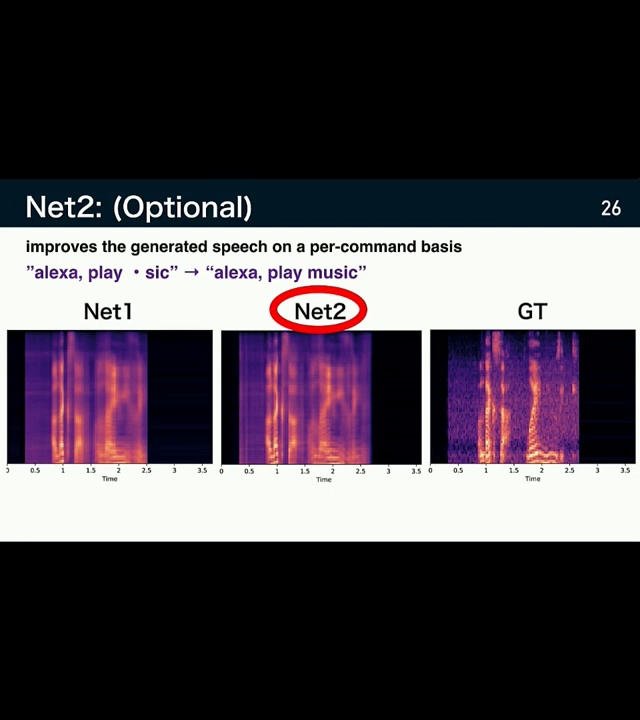 Net2: (Optional)
26
improves the generated speech on a per-command basis
"alexa, play ・sic" → "alexa, play music"
Net1
Net2
GT
0 0.5 1 1.5 2 2.5 3 3.5
Time
0 0.5 1 1.5 2 2.5 3 3.5
Time
0 0.5 1 1.5 2 2.5 3 3.5
Time